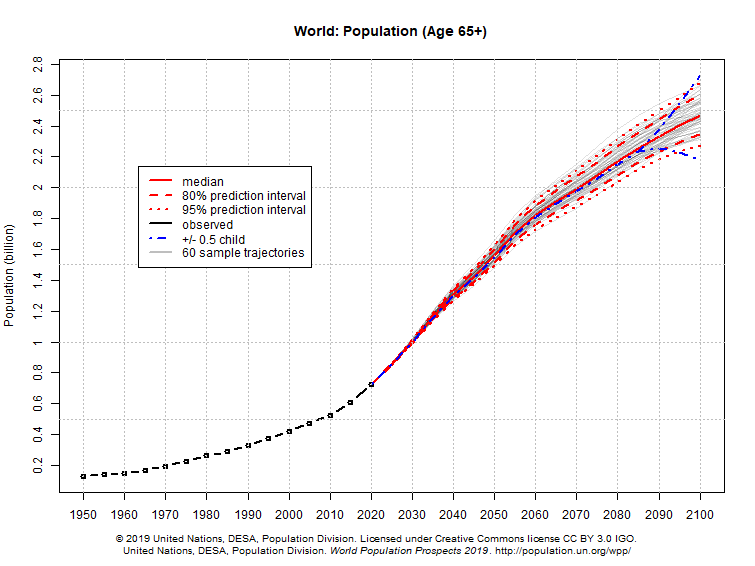 World: Population (Age 65+)
Population (billion)
2.8
2.6
2.4
2.2
2
1.8
1.6
1.4
1.2
1
0.8
0.6
0.4
0.2
median
80% prediction interval
95% prediction interval
observed
+/- 0.5 child
60 sample trajectories
1950 1960 1970 1980 1990 2000 2010 2020 2030 2040 2050 2060 2070 2080 2090 2100
© 2019 United Nations, DESA, Population Division. Licensed under Creative Commons license CC BY 3.0 IGO.
United Nations, DESA, Population Division. World Population Prospects 2019. http://population.un.org/wpp/